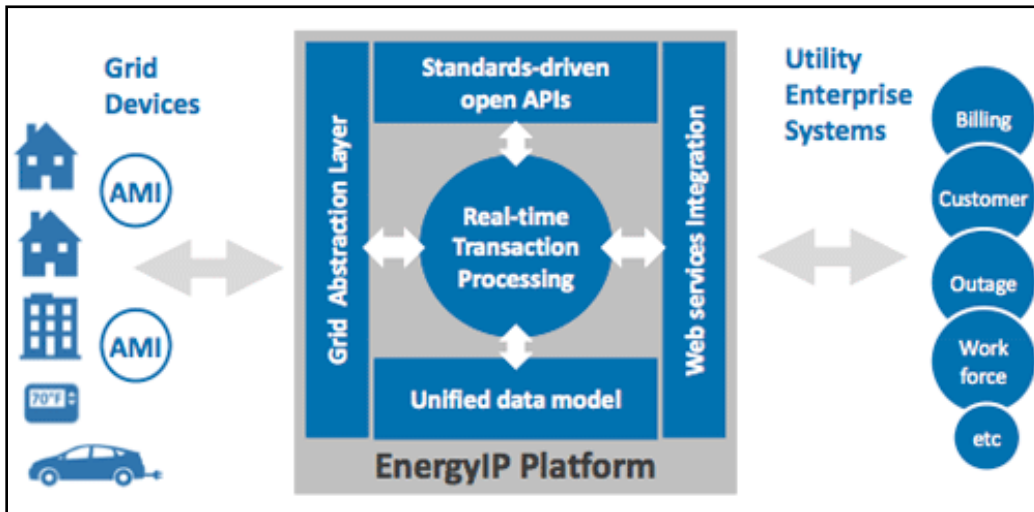 Grid
Devices
AMI
AMI
70°F
Grid Abstraction Layer
Standards-driven
open APIs
Real-time
Transaction
Processing
Unified data model
Web services Integration
EnergyIP Platform
Utility
Enterprise
Systems
Billing
Customer
Outage
Work
force
etc